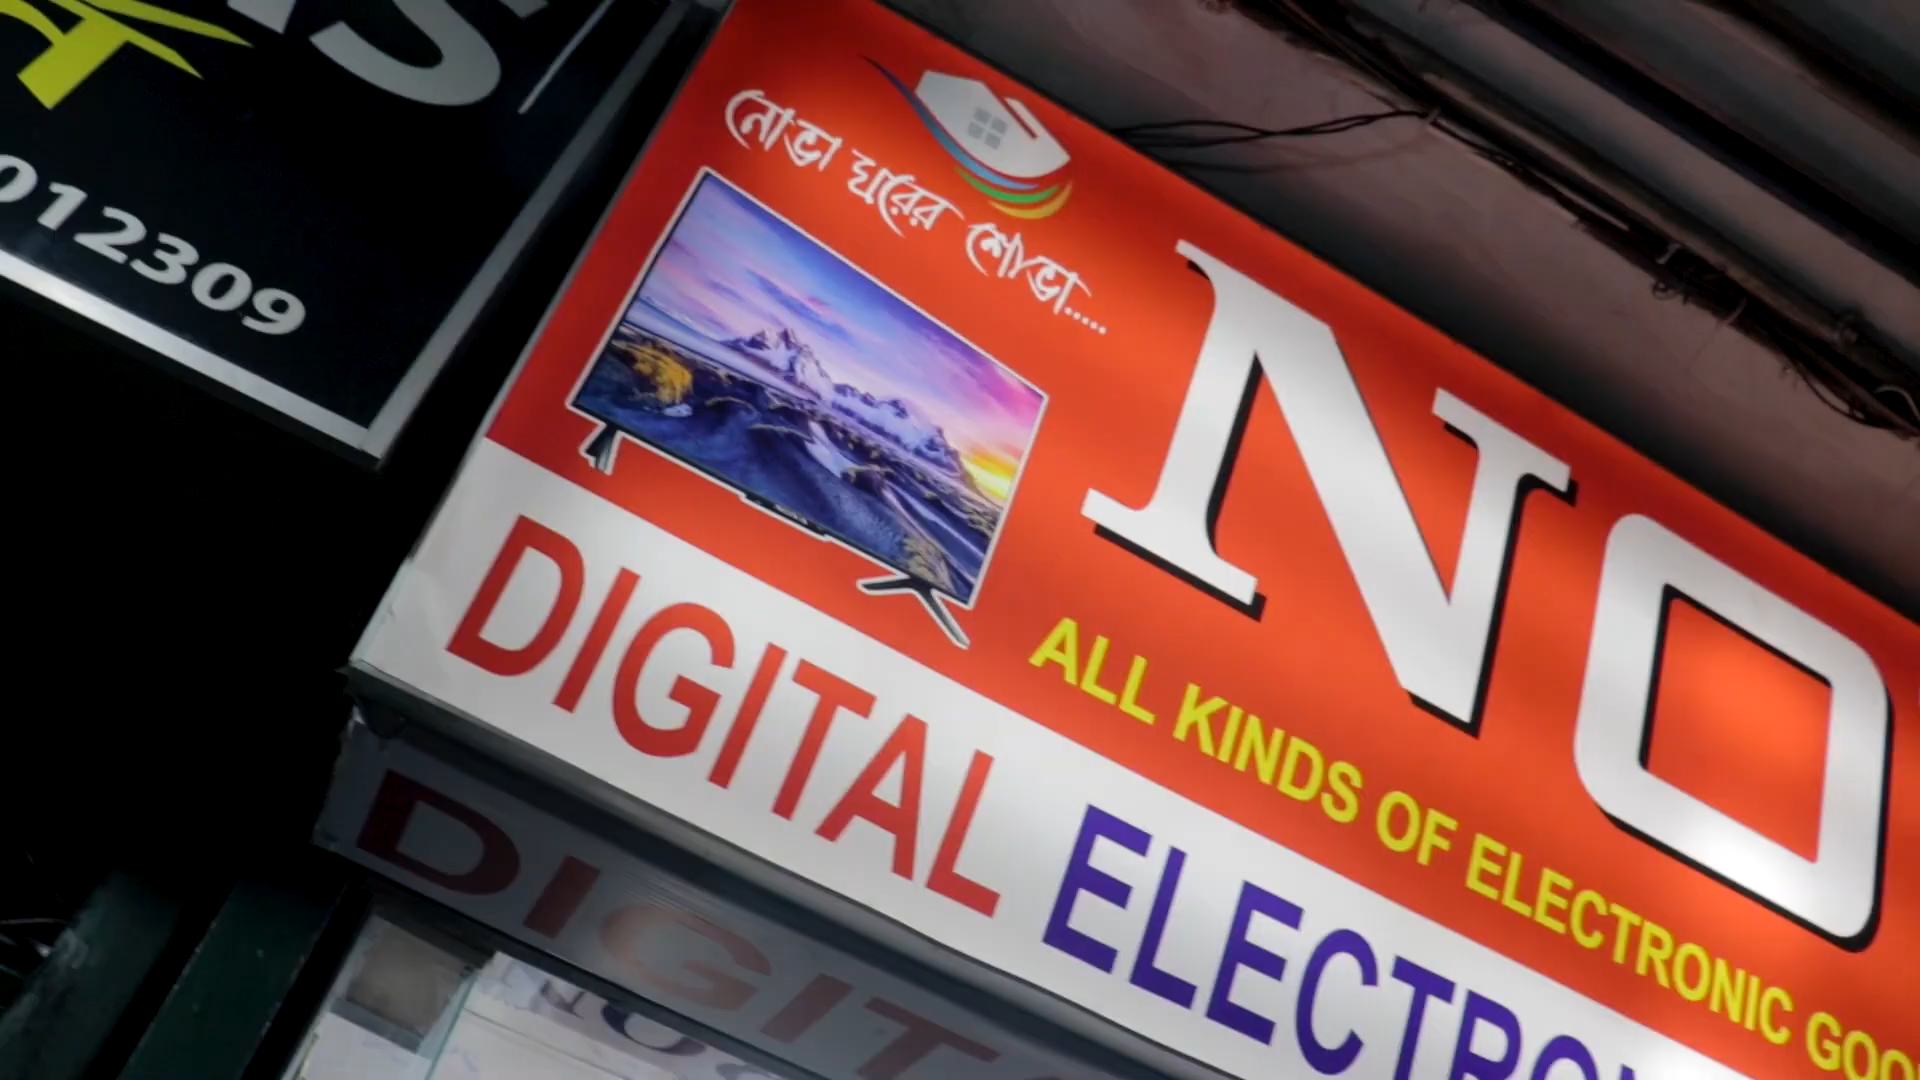 S
012309
নোভা ঘরের শোভা.....
NO
ALL KINDS OF ELECTRONIC GOO
DIGITAL ELECTRO
DIGIT